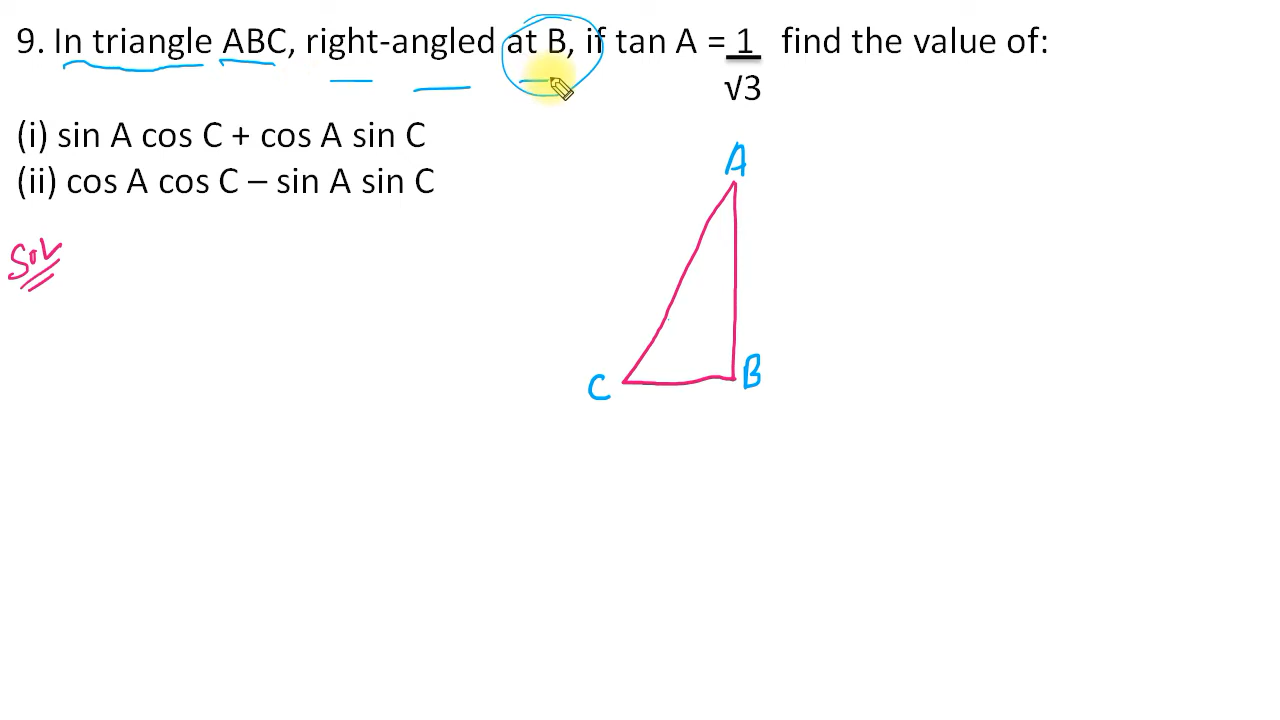 9. In triangle ABC, right-angled at B, if tan A = 1/√3 find the value of:
(i) sin A cos C + cos A sin C
(ii) cos A cos C – sin A sin C
Sol
A
C
B